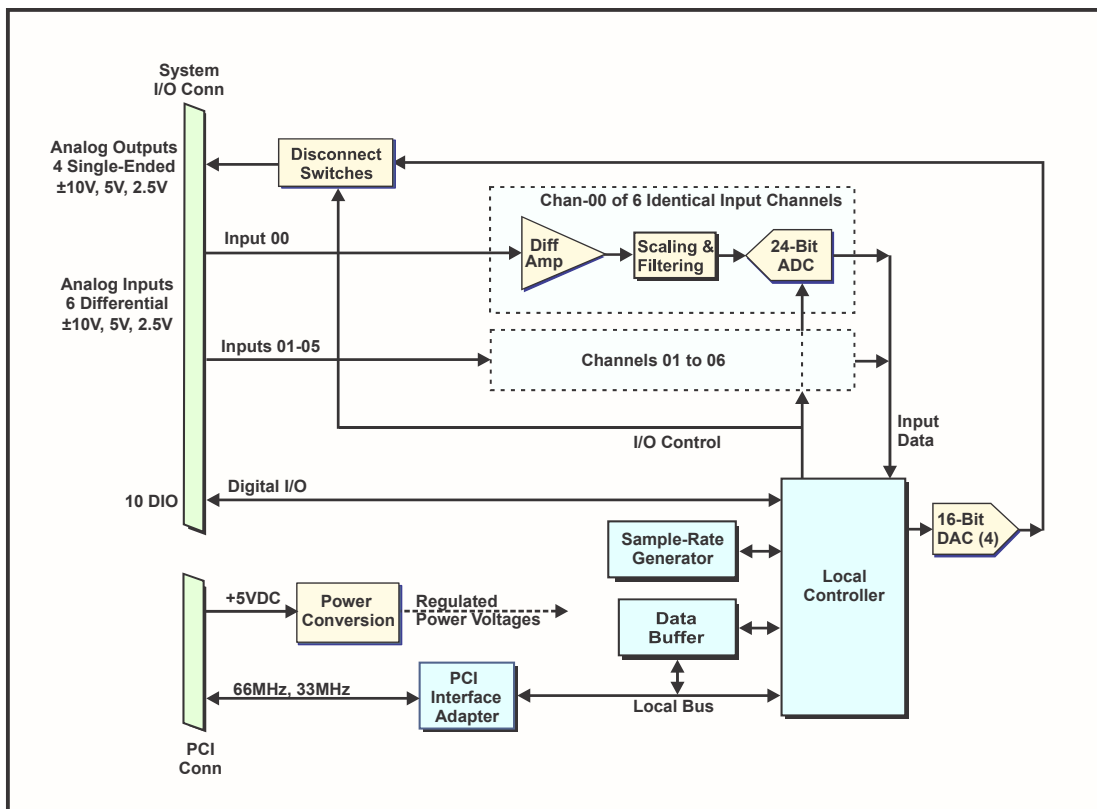 System
I/O Conn
Analog Outputs
4 Single-Ended
±10V, 5V, 2.5V
Disconnect
Switches
Chan-00 of 6 Identical Input Channels
Input 00
Diff
Amp
Scaling &
Filtering
24-Bit
ADC
Analog Inputs
6 Differential
±10V, 5V, 2.5V
Inputs 01-05
Channels 01 to 06
I/O Control
Input
Data
10 DIO
Digital I/O
16-Bit
DAC (4)
Sample-Rate
Generator
Local
Controller
+5VDC
Power
Conversion
Regulated
Power Voltages
Data
Buffer
66MHz, 33MHz
PCI
Interface
Adapter
Local Bus
PCI
Conn